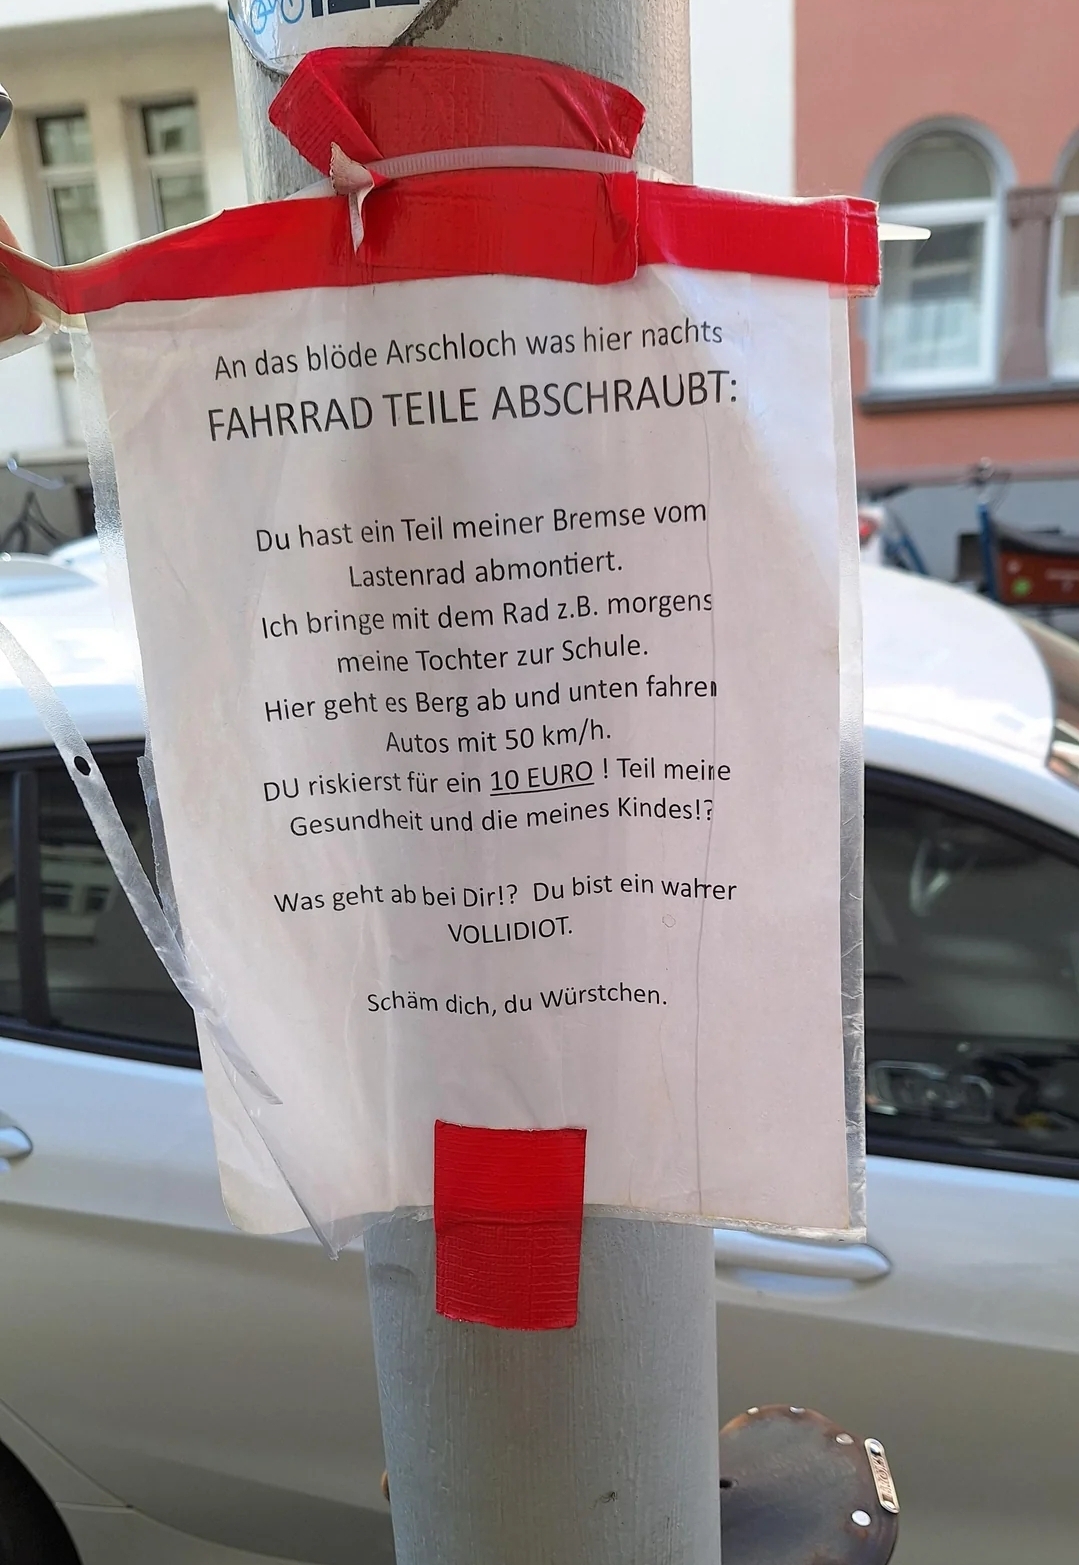 An das blöde Arschloch was hier nachts
FAHRRAD TEILE ABSCHRAUBT:
Du hast ein Teil meiner Bremse vom
Lastenrad abmontiert.
Ich bringe mit dem Rad z.B. morgens
meine Tochter zur Schule.
Hier geht es Berg ab und unten fahren
Autos mit 50 km/h.
DU riskierst für ein 10 EURO ! Teil meine
Gesundheit und die meines Kindes!?
Was geht ab bei Dir!? Du bist ein wahrer
VOLLIDIOT.
Schäm dich, du Würstchen.